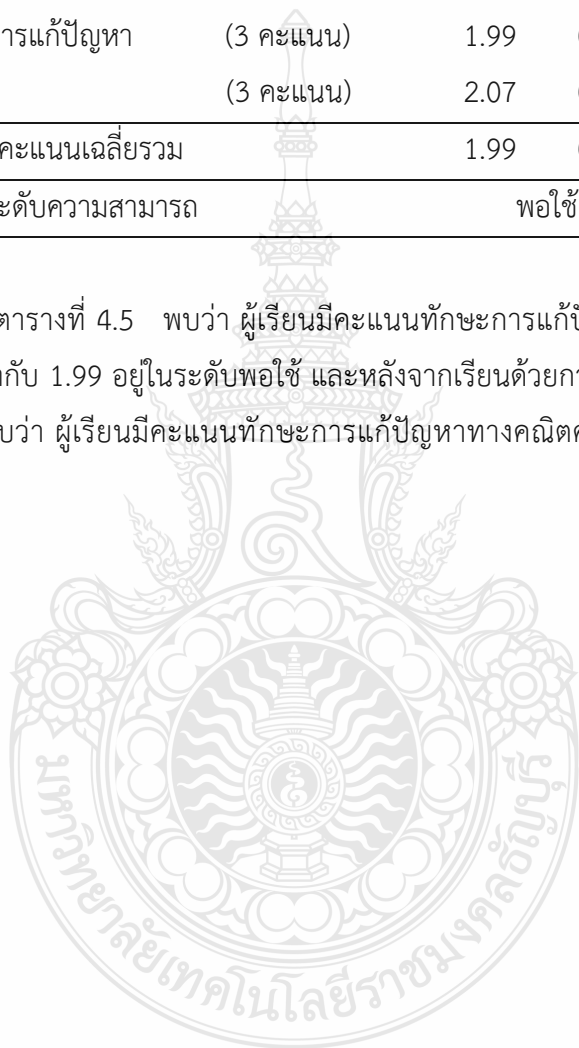 ารแก้ปัญหา (3 คะแนน) 1.99
(3 คะแนน) 2.07
คะแนนเฉลี่ยรวม 1.99
ะดับความสามารถ พอใช้
ตารางที่ 4.5 พบว่า ผู้เรียนมีคะแนนทักษะการแก้ปั
ากับ 1.99 อยู่ในระดับพอใช้ และหลังจากเรียนด้วยกา
บว่า ผู้เรียนมีคะแนนทักษะการแก้ปัญหาทางคณิตศ
มหาวิทยาลัยเทคโนโลยีราชมงคลธัญบุรี